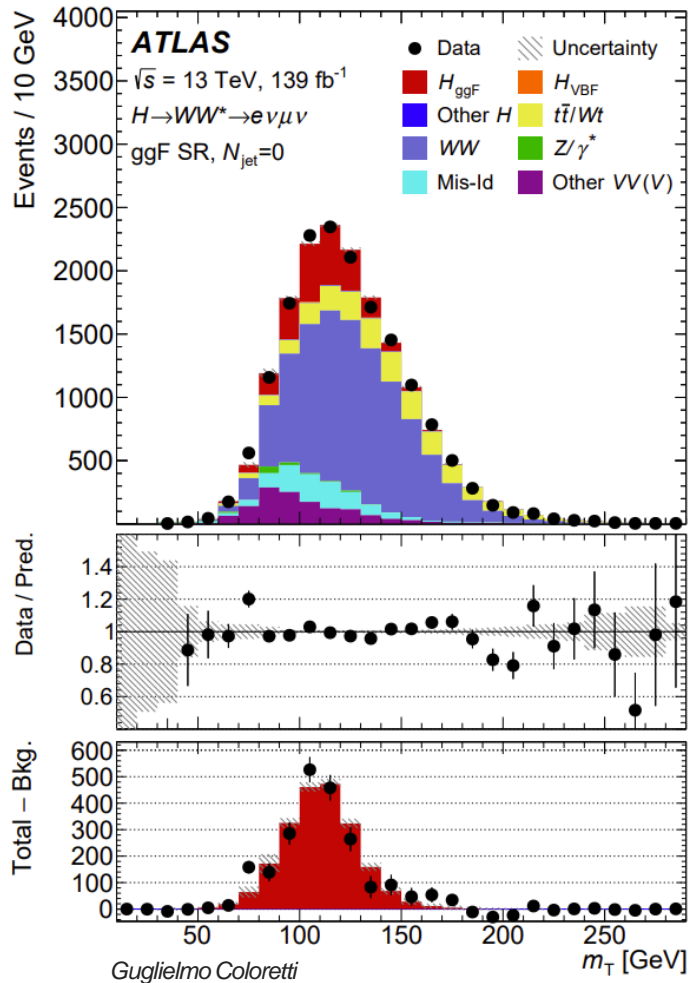 4000
3500
3000
2500
2000
1500
1000
500
Events / 10 GeV
ATLAS
√s = 13 TeV, 139 fb⁻¹
H→WW*→eνμν
ggF SR, N_jet=0
Data Uncertainty
H_ggF H_VBF
Other H tt̄/Wt
WW Z/γ*
Mis-Id Other VV(V)
Data / Pred.
1.4
1.2
1
0.8
0.6
Total − Bkg.
600
500
400
300
200
100
0
50 100 150 200 250
m_T [GeV]
Guglielmo Coloretti